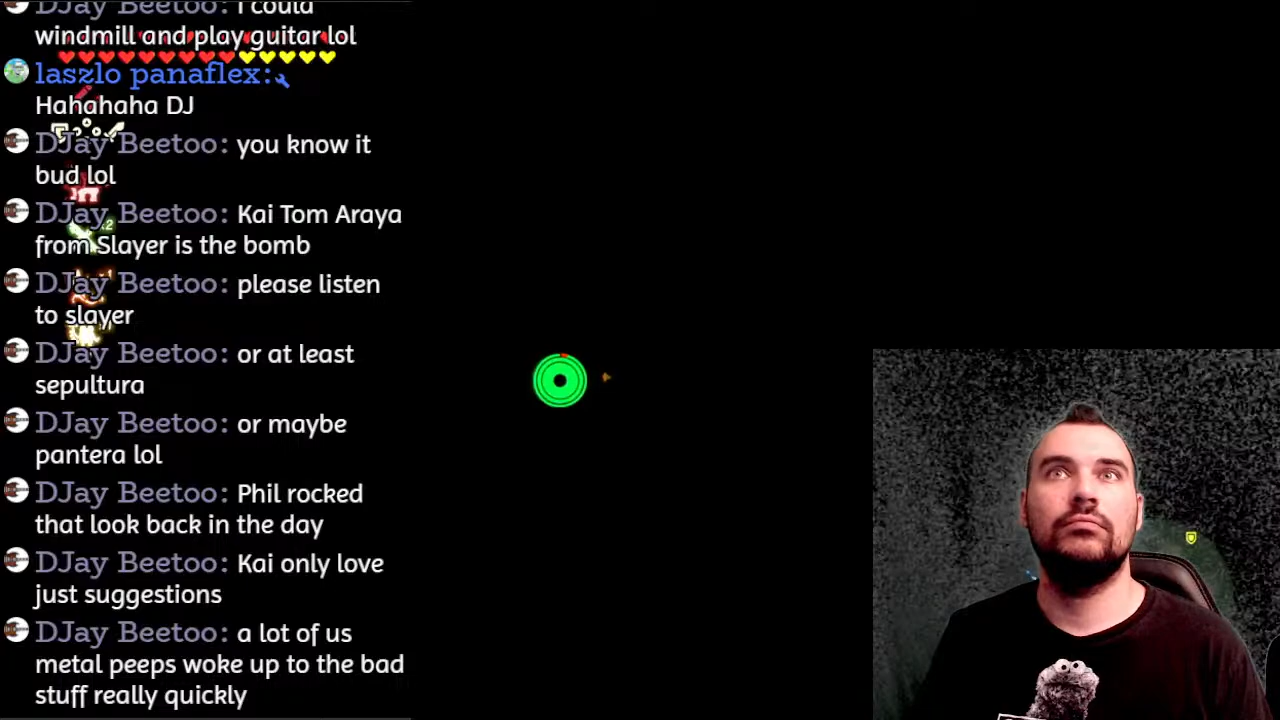 DJay Beetoo: I could
windmill and play guitar lol
laszlo panaflex:
Hahahaha DJ
DJay Beetoo: you know it
bud lol
DJay Beetoo: Kai Tom Araya
from Slayer is the bomb
DJay Beetoo: please listen
to slayer
DJay Beetoo: or at least
sepultura
DJay Beetoo: or maybe
pantera lol
DJay Beetoo: Phil rocked
that look back in the day
DJay Beetoo: Kai only love
just suggestions
DJay Beetoo: a lot of us
metal peeps woke up to the bad
stuff really quickly